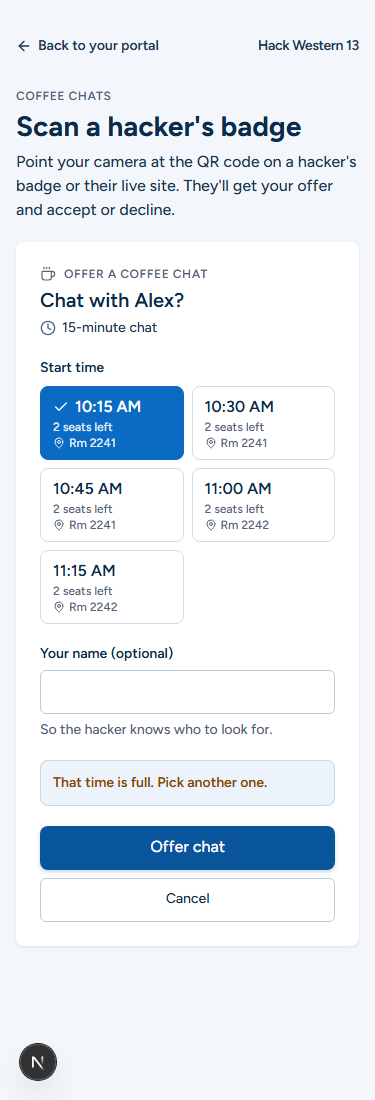 Back to your portal
Hack Western 13
COFFEE CHATS
Scan a hacker's badge
Point your camera at the QR code on a hacker's
badge or their live site. They'll get your offer
and accept or decline.
OFFER A COFFEE CHAT
Chat with Alex?
15-minute chat
Start time
10:15 AM
2 seats left
Rm 2241
10:30 AM
2 seats left
Rm 2241
10:45 AM
2 seats left
Rm 2241
11:00 AM
2 seats left
Rm 2242
11:15 AM
2 seats left
Rm 2242
Your name (optional)
So the hacker knows who to look for.
That time is full. Pick another one.
Offer chat
Cancel
N